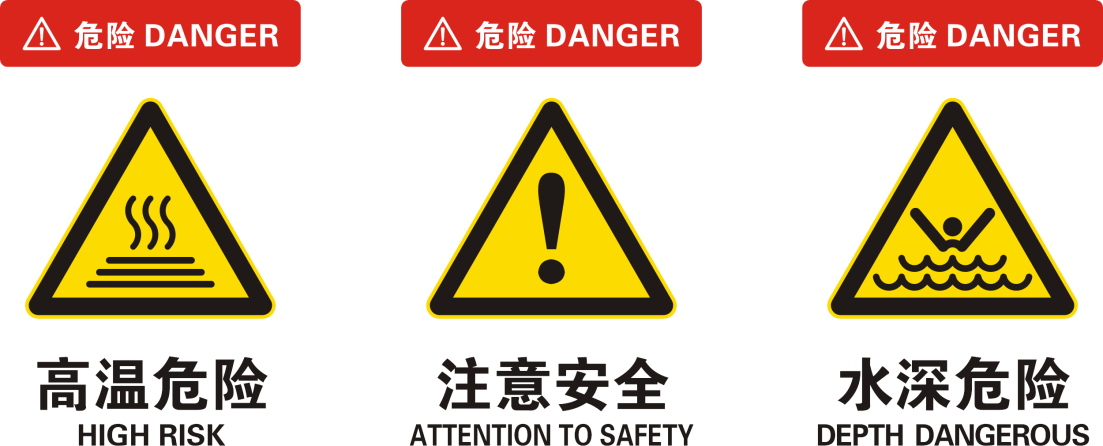 危险 DANGER
高温危险
HIGH RISK
危险 DANGER
注意安全
ATTENTION TO SAFETY
危险 DANGER
水深危险
DEPTH DANGEROUS